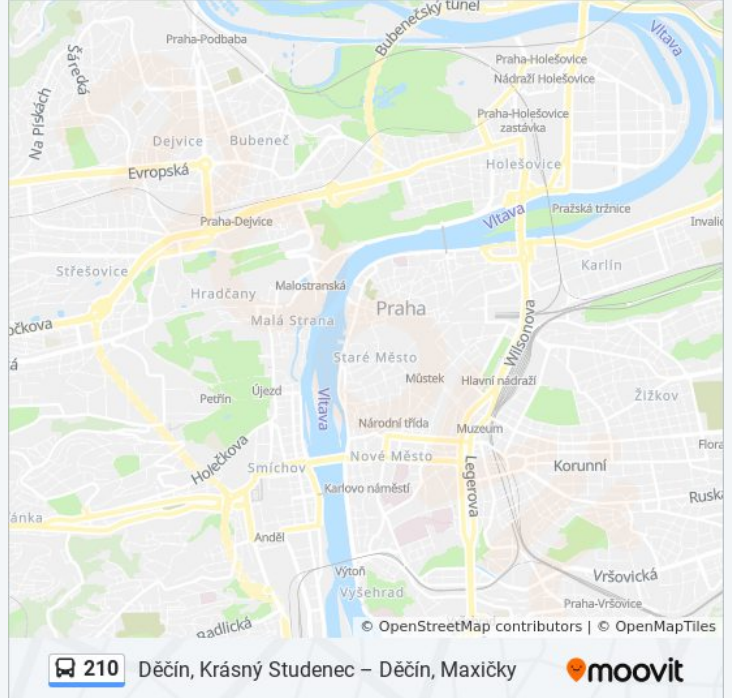 Bubenečský tunel
Praha-Podbaba
Šárecká
Vltava
Praha-Holešovice
Nádraží Holešovice
Na Pískách
Praha-Holešovice
zastávka
Dejvice
Bubeneč
Holešovice
Evropská
Vltava
Pražská tržnice
Praha-Dejvice
Invalid
Střešovice
Karlín
Malostranská
Hradčany
Praha
Malá Strana
očkova
Wilsonova
Staré Město
á
Můstek
Hlavní nádraží
Újezd
Petřín
Vltava
Žižkov
Národní třída
Muzeum
Flora
Holečkova
Nové Město
Smíchov
Korunní
Legerova
Karlovo náměstí
Ruská
ánka
Anděl
Výtoň
Vršovická
Vyšehrad
Praha-Vršovice
Radlická
© OpenStreetMap contributors | © OpenMapTiles
210 Děčín, Krásný Studenec – Děčín, Maxičky
moovit